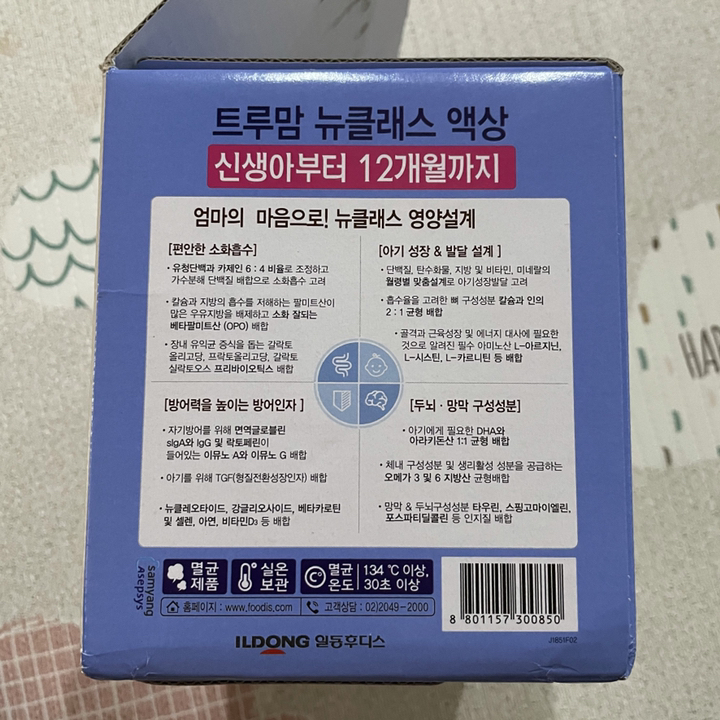 트루맘 뉴클래스 액상
신생아부터 12개월까지
엄마의 마음으로! 뉴클래스 영양설계
[편안한 소화흡수]
• 유청단백과 카제인 6 : 4 비율로 조정하고
가수분해 단백질 배합으로 소화흡수 고려
• 칼슘과 지방의 흡수를 저해하는 팔미트산이
많은 우유지방을 배제하고 소화 잘되는
베타팔미트산 (OPO) 배합
• 장내 유익균 증식을 돕는 갈락토
올리고당, 프락토올리고당, 갈락토
실락토오스 프리바이오틱스 배합
[아기 성장 & 발달 설계 ]
• 단백질, 탄수화물, 지방 및 비타민, 미네랄의
월령별 맞춤설계로 아기성장발달 고려
• 흡수율을 고려한 뼈 구성성분 칼슘과 인의
2 : 1 균형 배합
• 골격과 근육성장 및 에너지 대사에 필요한
것으로 알려진 필수 아미노산 L-아르지닌,
L-시스틴, L-카르니틴 등 배합
[방어력을 높이는 방어인자 ]
• 자기방어를 위해 면역글로불린
sIgA와 IgG 및 락토페린이
들어있는 이뮤노 A와 이뮤노 G 배합
• 아기를 위해 TGF(형질전환성장인자) 배합
• 뉴클레오타이드, 강글리오사이드, 베타카로틴
및 셀렌, 아연, 비타민D3 등 배합
[두뇌 · 망막 구성성분]
• 아기에게 필요한 DHA와
아라키돈산 1:1 균형 배합
• 체내 구성성분 및 생리활성 성분을 공급하는
오메가 3 및 6 지방산 균형배합
• 망막 & 두뇌구성성분 타우린, 스핑고마이엘린,
포스파티딜콜린 등 인지질 배합
samyang
Asepsys
멸균
제품
실온
보관
멸균
온도
134 ℃ 이상,
30초 이상
홈페이지 : www.foodis.com
고객상담 : 02)2049-2000
8 801157 300850
ILDONG 일동후디스
J1B51F02
HAP